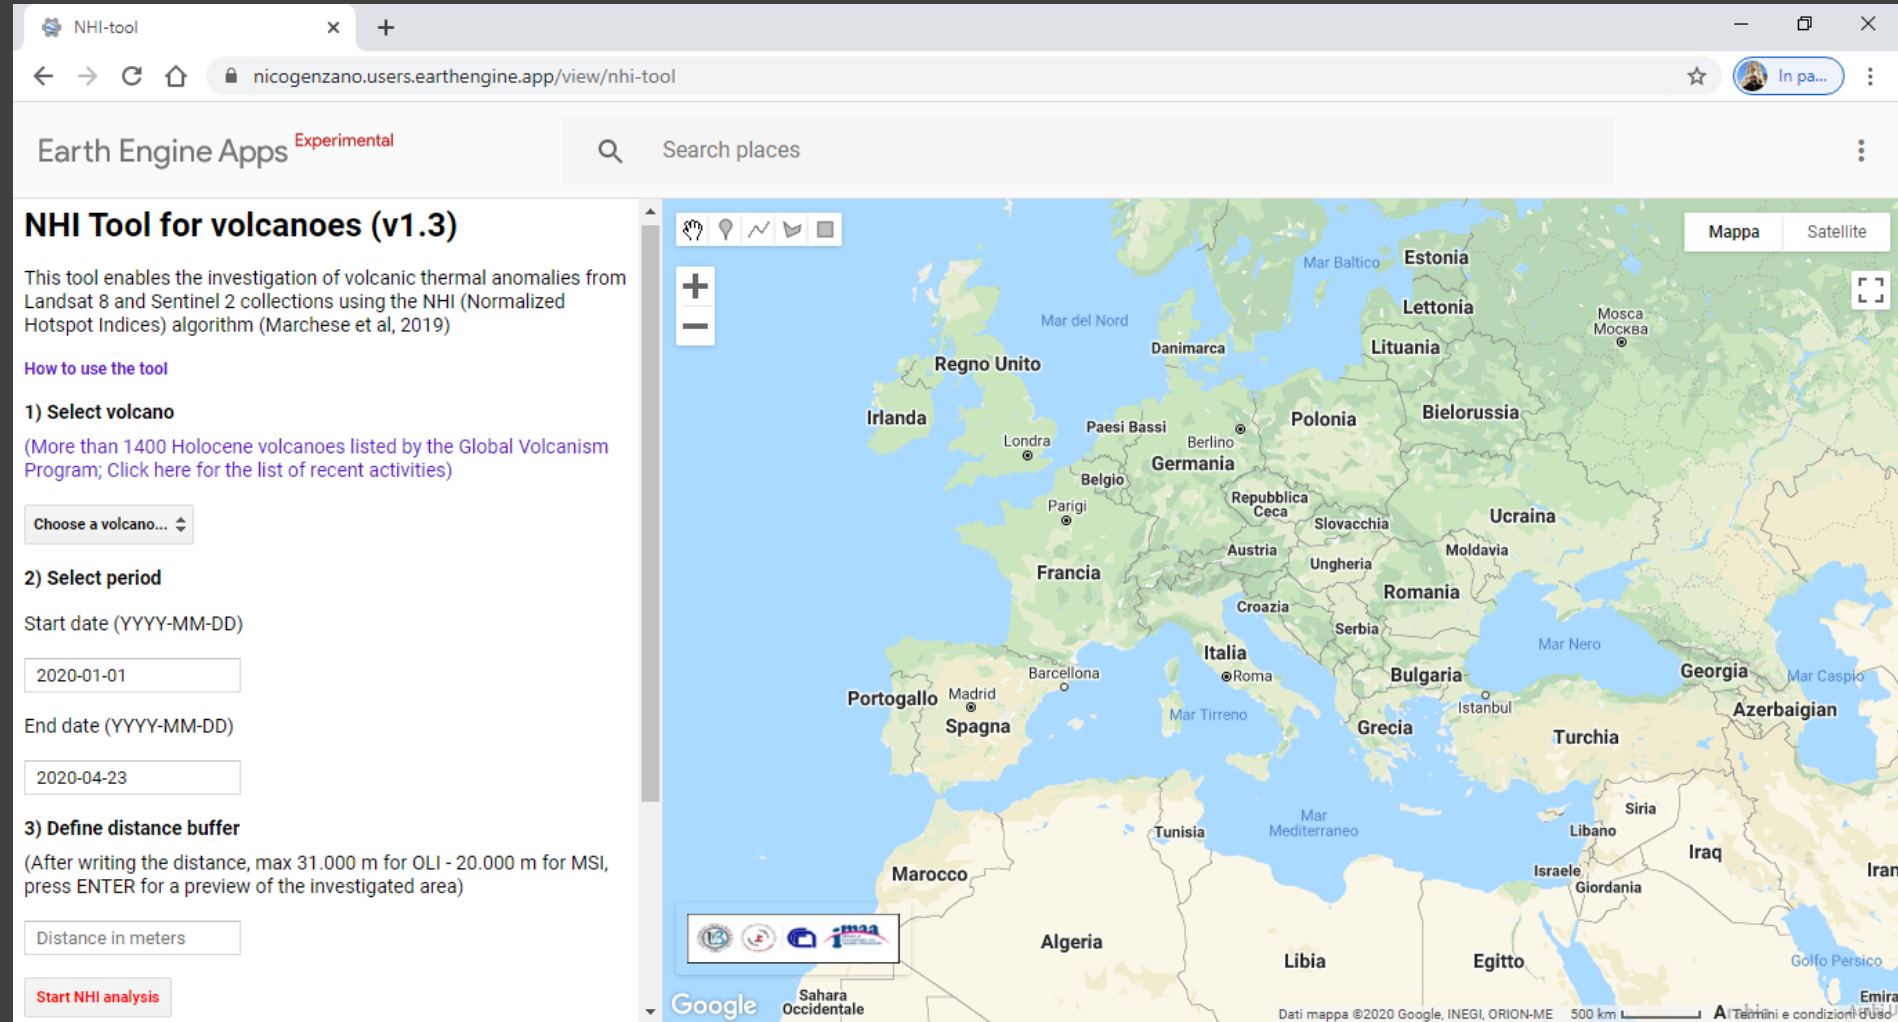 NHI-tool
nicogenzano.users.earthengine.app/view/nhi-tool
In pa...
Earth Engine Apps Experimental
Search places
NHI Tool for volcanoes (v1.3)
This tool enables the investigation of volcanic thermal anomalies from
Landsat 8 and Sentinel 2 collections using the NHI (Normalized
Hotspot Indices) algorithm (Marchese et al, 2019)
How to use the tool
1) Select volcano
(More than 1400 Holocene volcanoes listed by the Global Volcanism
Program; Click here for the list of recent activities)
Choose a volcano...
2) Select period
Start date (YYYY-MM-DD)
2020-01-01
End date (YYYY-MM-DD)
2020-04-23
3) Define distance buffer
(After writing the distance, max 31.000 m for OLI - 20.000 m for MSI,
press ENTER for a preview of the investigated area)
Distance in meters
Start NHI analysis
Mappa
Satellite
Mar Baltico
Estonia
Lettonia
Mosca
Москва
Mar del Nord
Danimarca
Lituania
Regno Unito
Irlanda
Paesi Bassi
Polonia
Bielorussia
Londra
Berlino
Germania
Belgio
Repubblica
Ceca
Parigi
Slovacchia
Ucraina
Austria
Moldavia
Ungheria
Francia
Romania
Croazia
Serbia
Mar Nero
Italia
Barcellona
Roma
Bulgaria
Georgia
Mar Caspio
Portogallo
Madrid
Istanbul
Azerbaigian
Mar Tirreno
Spagna
Grecia
Turchia
Siria
Mar
Mediterraneo
Libano
Tunisia
Iraq
Marocco
Israele
Iran
Giordania
imaa
Algeria
Libia
Egitto
Golfo Persico
Sahara
Occidentale
Emira
Google
Dati mappa ©2020 Google, INEGI, ORION-ME
500 km
Termini e condizioni d'uso